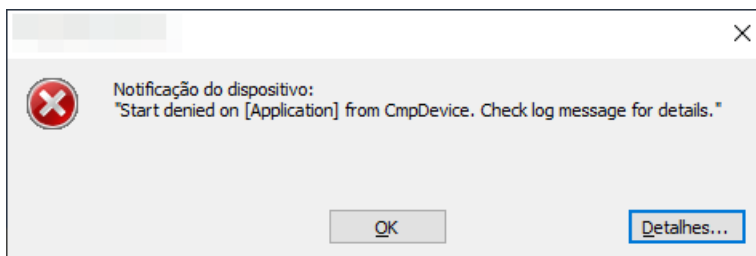 Notificação do dispositivo:
"Start denied on [Application] from CmpDevice. Check log message for details."
OK
Detalhes...